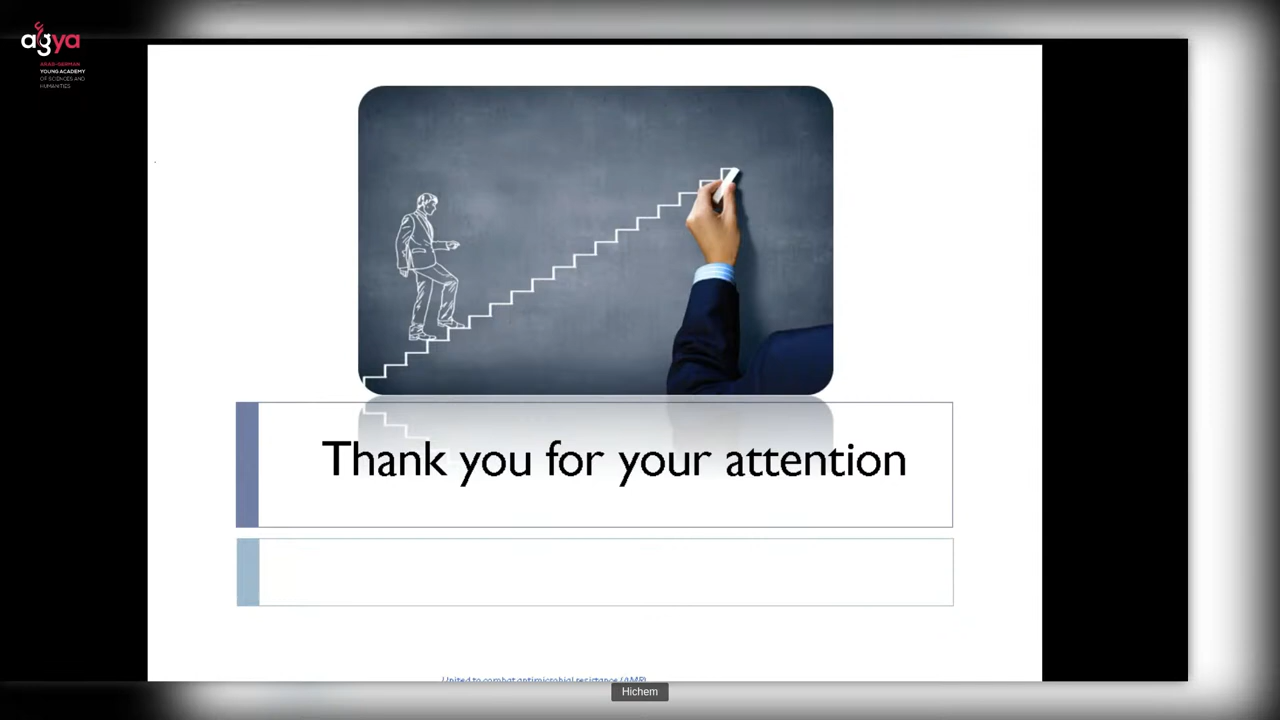 agya
ARAB-GERMAN
YOUNG ACADEMY
OF SCIENCES AND
HUMANITIES
Thank you for your attention
United to combat antimicrobial resistance (AMR)
Hichem